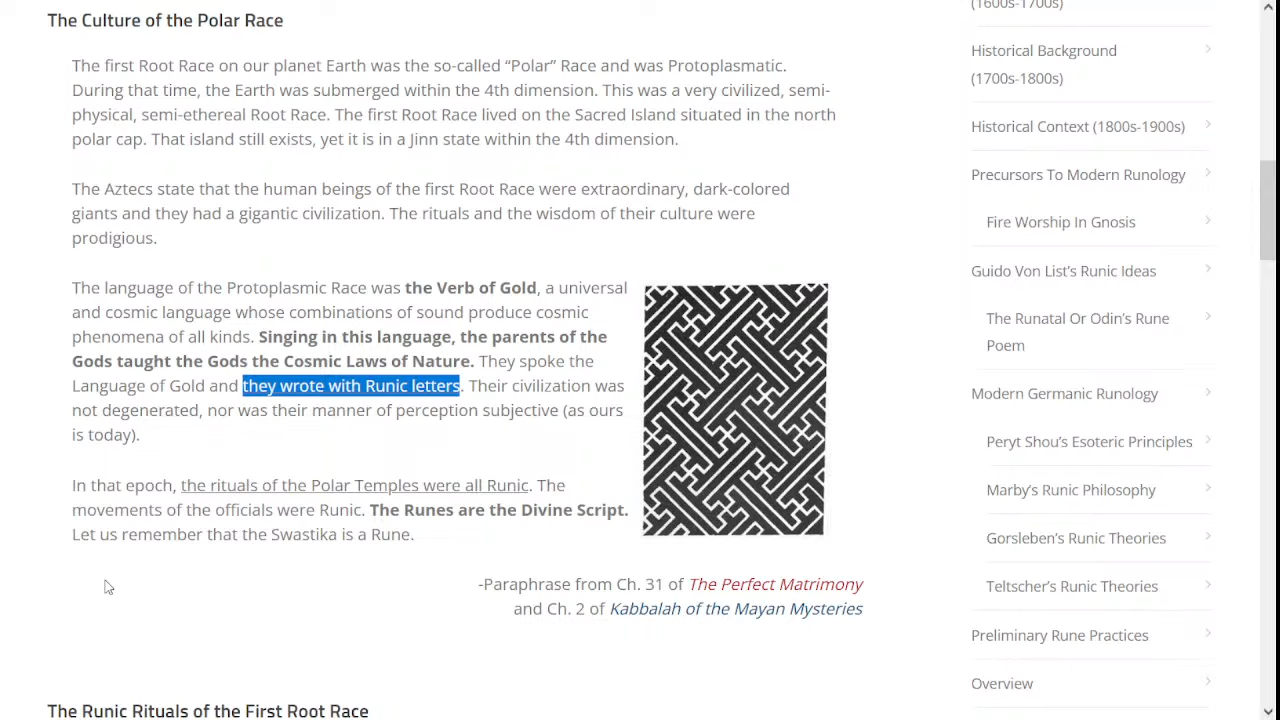 The Culture of the Polar Race
The first Root Race on our planet Earth was the so-called “Polar” Race and was Protoplasmatic.
During that time, the Earth was submerged within the 4th dimension. This was a very civilized, semi-
physical, semi-ethereal Root Race. The first Root Race lived on the Sacred Island situated in the north
polar cap. That island still exists, yet it is in a Jinn state within the 4th dimension.
The Aztecs state that the human beings of the first Root Race were extraordinary, dark-colored
giants and they had a gigantic civilization. The rituals and the wisdom of their culture were
prodigious.
The language of the Protoplasmic Race was the Verb of Gold, a universal
and cosmic language whose combinations of sound produce cosmic
phenomena of all kinds. Singing in this language, the parents of the
Gods taught the Gods the Cosmic Laws of Nature. They spoke the
Language of Gold and they wrote with Runic letters. Their civilization was
not degenerated, nor was their manner of perception subjective (as ours
is today).
In that epoch, the rituals of the Polar Temples were all Runic. The
movements of the officials were Runic. The Runes are the Divine Script.
Let us remember that the Swastika is a Rune.
-Paraphrase from Ch. 31 of The Perfect Matrimony
and Ch. 2 of Kabbalah of the Mayan Mysteries
The Runic Rituals of the First Root Race
(1600s-1700s)
Historical Background
(1700s-1800s)
Historical Context (1800s-1900s)
Precursors To Modern Runology
Fire Worship In Gnosis
Guido Von List’s Runic Ideas
The Runatal Or Odin’s Rune
Poem
Modern Germanic Runology
Peryt Shou’s Esoteric Principles
Marby’s Runic Philosophy
Gorsleben’s Runic Theories
Teltscher’s Runic Theories
Preliminary Rune Practices
Overview